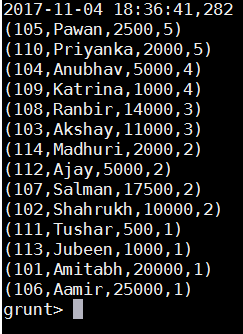 2017-11-04 18:36:41,282
(105,Pawan,2500,5)
(110,Priyanka,2000,5)
(104,Anubhav,5000,4)
(109,Katrina,1000,4)
(108,Ranbir,14000,3)
(103,Akshay,11000,3)
(114,Madhuri,2000,2)
(112,Ajay,5000,2)
(107,Salman,17500,2)
(102,Shahrukh,10000,2)
(111,Tushar,500,1)
(113,Jubeen,1000,1)
(101,Amitabh,20000,1)
(106,Aamir,25000,1)
grunt>